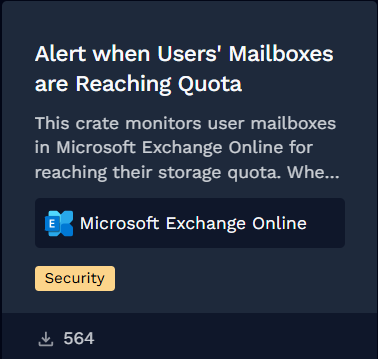 Alert when Users' Mailboxes
are Reaching Quota
This crate monitors user mailboxes
in Microsoft Exchange Online for
reaching their storage quota. Whe...
Microsoft Exchange Online
Security
564